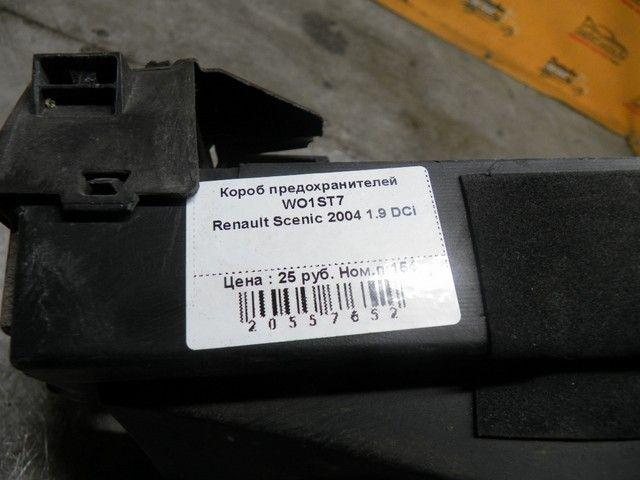 Короб предохранителей
WO1ST7
Renault Scenic 2004 1.9 DCi
Цена : 25 руб. Ном.п
20557652